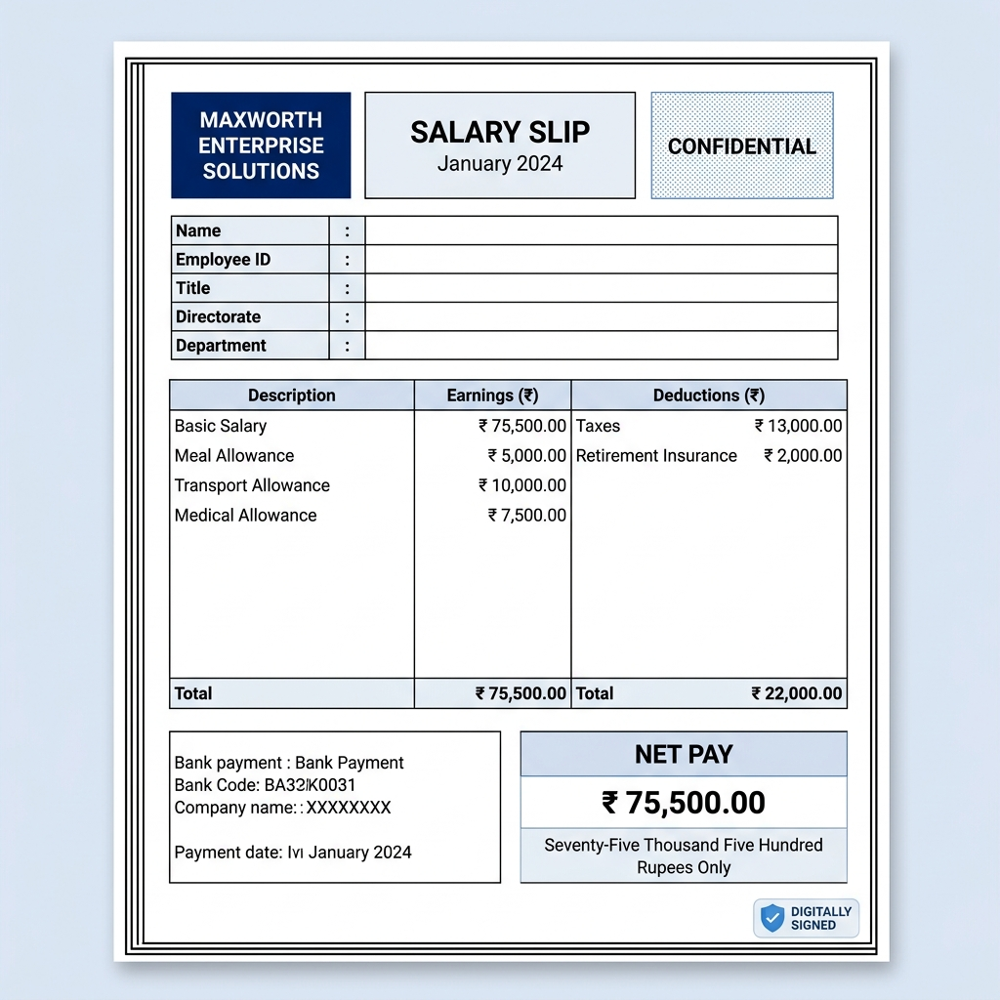 MAXWORTH
ENTERPRISE
SOLUTIONS
SALARY SLIP
January 2024
CONFIDENTIAL
Name :
Employee ID :
Title :
Directorate :
Department :
Description Earnings (₹) Deductions (₹)
Basic Salary ₹ 75,500.00 Taxes ₹ 13,000.00
Meal Allowance ₹ 5,000.00 Retirement Insurance ₹ 2,000.00
Transport Allowance ₹ 10,000.00
Medical Allowance ₹ 7,500.00
Total ₹ 75,500.00 Total ₹ 22,000.00
Bank payment : Bank Payment
Bank Code:
Company name: : XXXXXXXX
Payment date: January 2024
NET PAY
₹ 75,500.00
Seventy-Five Thousand Five Hundred
Rupees Only
DIGITALLY
SIGNED